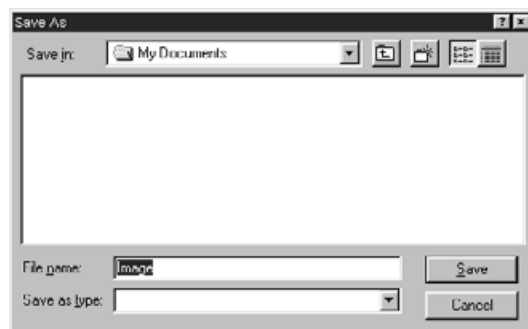 Save As
Save in: My Documents
File name: Image
Save
Save as type:
Cancel